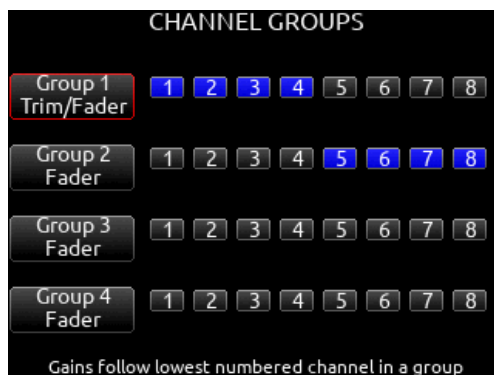 CHANNEL GROUPS
Group 1
Trim/Fader
1 2 3 4 5 6 7 8
Group 2
Fader
1 2 3 4 5 6 7 8
Group 3
Fader
1 2 3 4 5 6 7 8
Group 4
Fader
1 2 3 4 5 6 7 8
Gains follow lowest numbered channel in a group